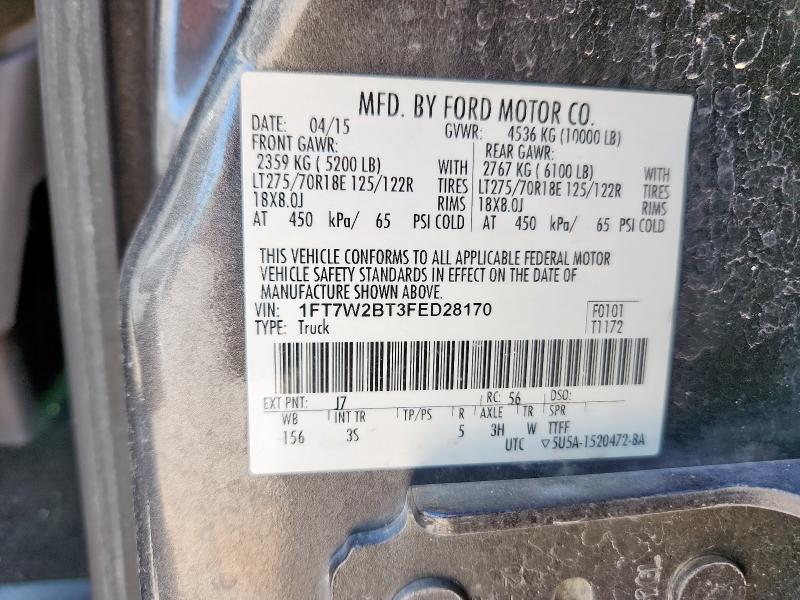 MFD. BY FORD MOTOR CO.
DATE: 04/15 GVWR: 4536 KG (10000 LB)
FRONT GAWR: REAR GAWR:
2359 KG ( 5200 LB) WITH 2767 KG ( 6100 LB) WITH
LT275/70R18E 125/122R TIRES LT275/70R18E 125/122R TIRES
18X8.0J RIMS 18X8.0J RIMS
AT 450 kPa/ 65 PSI COLD AT 450 kPa/ 65 PSI COLD
THIS VEHICLE CONFORMS TO ALL APPLICABLE FEDERAL MOTOR
VEHICLE SAFETY STANDARDS IN EFFECT ON THE DATE OF
MANUFACTURE SHOWN ABOVE.
VIN: 1FT7W2BT3FED28170 F0101
TYPE: Truck T1172
EXT PNT: J7 RC: 56 DSO:
WB INT TR TP/PS R AXLE TR SPR
156 3S 5 3H W TTFF
UTC ▽5U5A-1520472-BA